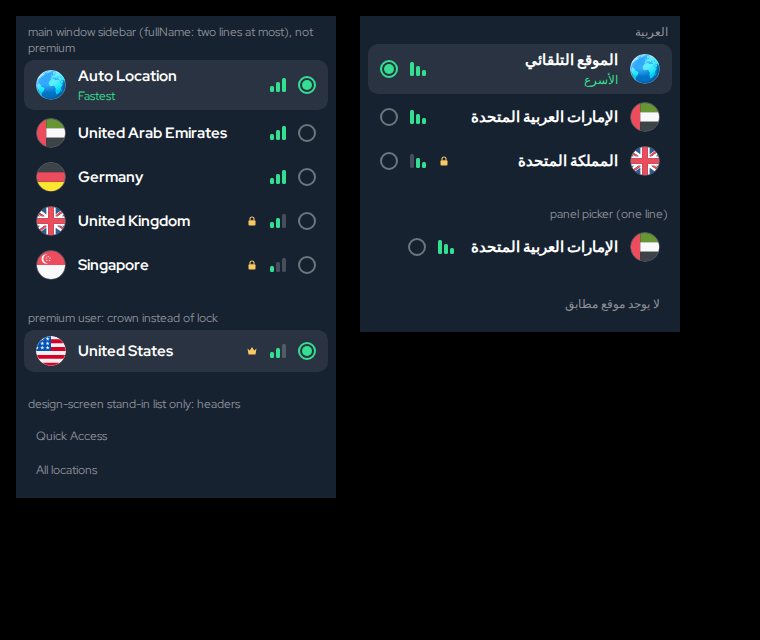 main window sidebar (fullName: two lines at most), not
premium
Auto Location
Fastest
United Arab Emirates
Germany
United Kingdom
Singapore
premium user: crown instead of lock
United States
design-screen stand-in list only: headers
Quick Access
All locations
العربية
الموقع التلقائي
الأسرع
الإمارات العربية المتحدة
المملكة المتحدة
panel picker (one line)
الإمارات العربية المتحدة
لا يوجد موقع مطابق